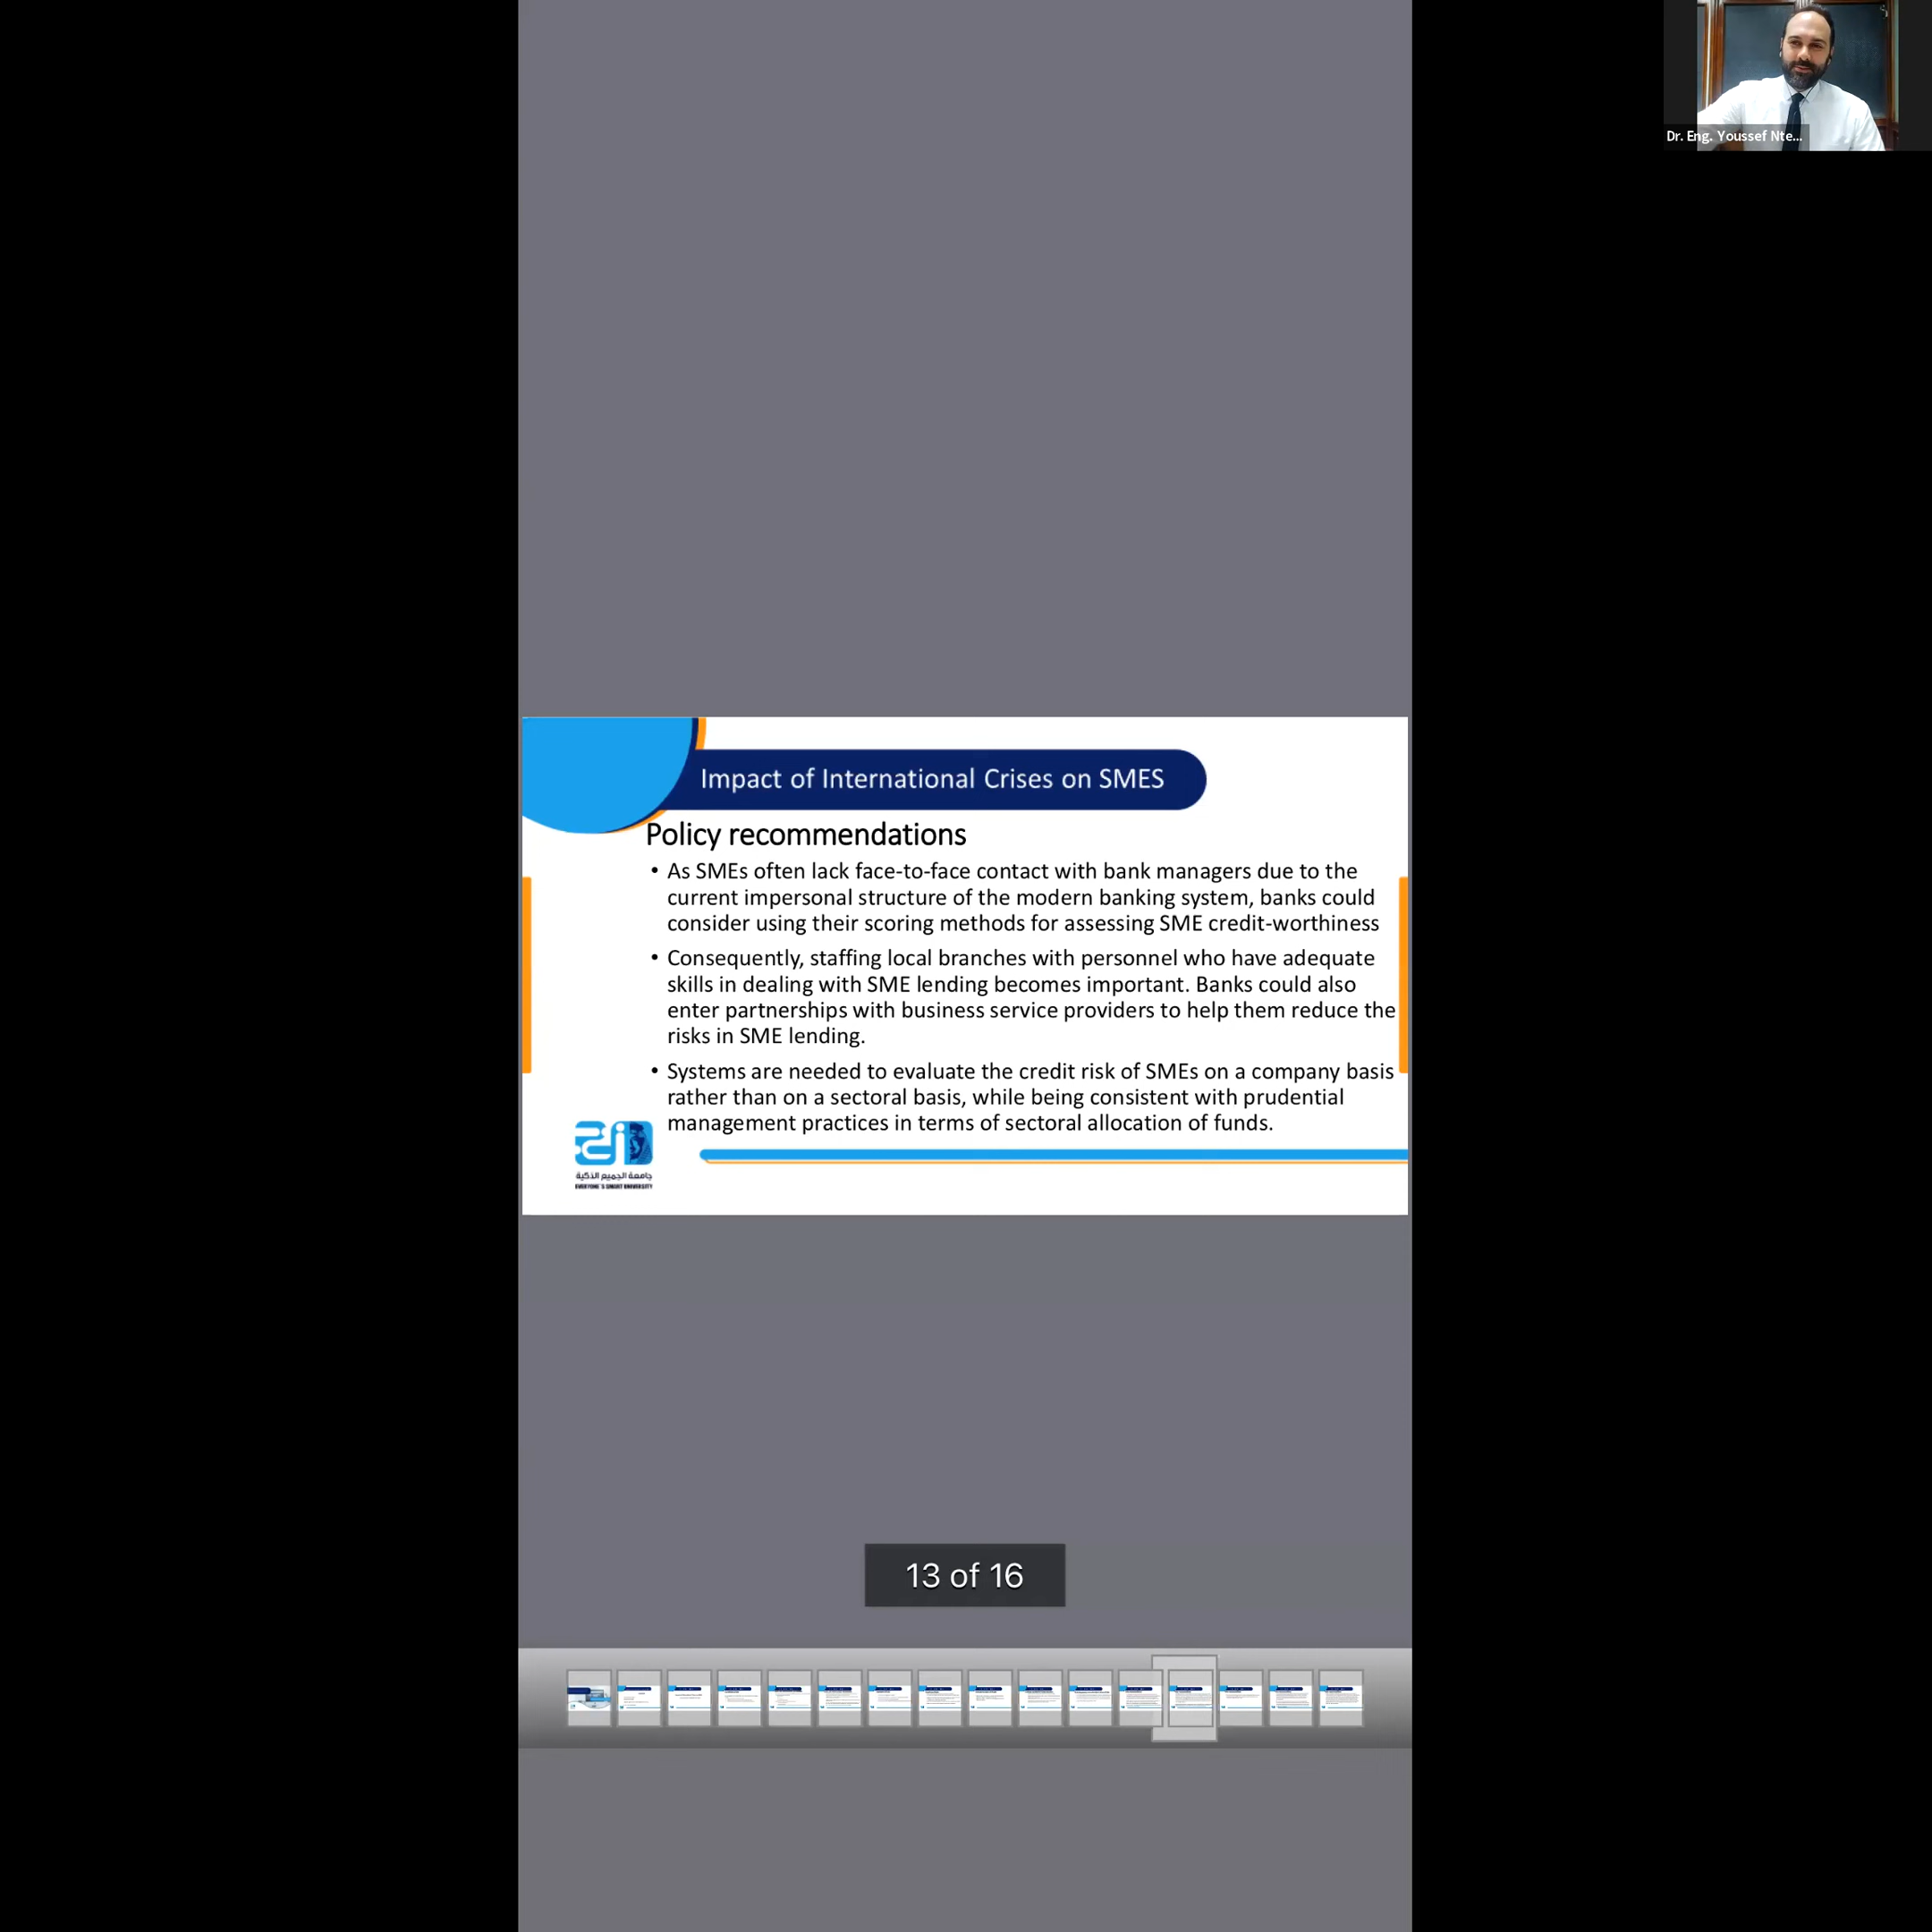 Dr. Eng. Youssef Nte...
Impact of International Crises on SMES
Policy recommendations
• As SMEs often lack face-to-face contact with bank managers due to the
current impersonal structure of the modern banking system, banks could
consider using their scoring methods for assessing SME credit-worthiness
• Consequently, staffing local branches with personnel who have adequate
skills in dealing with SME lending becomes important. Banks could also
enter partnerships with business service providers to help them reduce the
risks in SME lending.
• Systems are needed to evaluate the credit risk of SMEs on a company basis
rather than on a sectoral basis, while being consistent with prudential
management practices in terms of sectoral allocation of funds.
جامعة الجميع الذكية
EVERYONE'S SMART UNIVERSITY
13 of 16